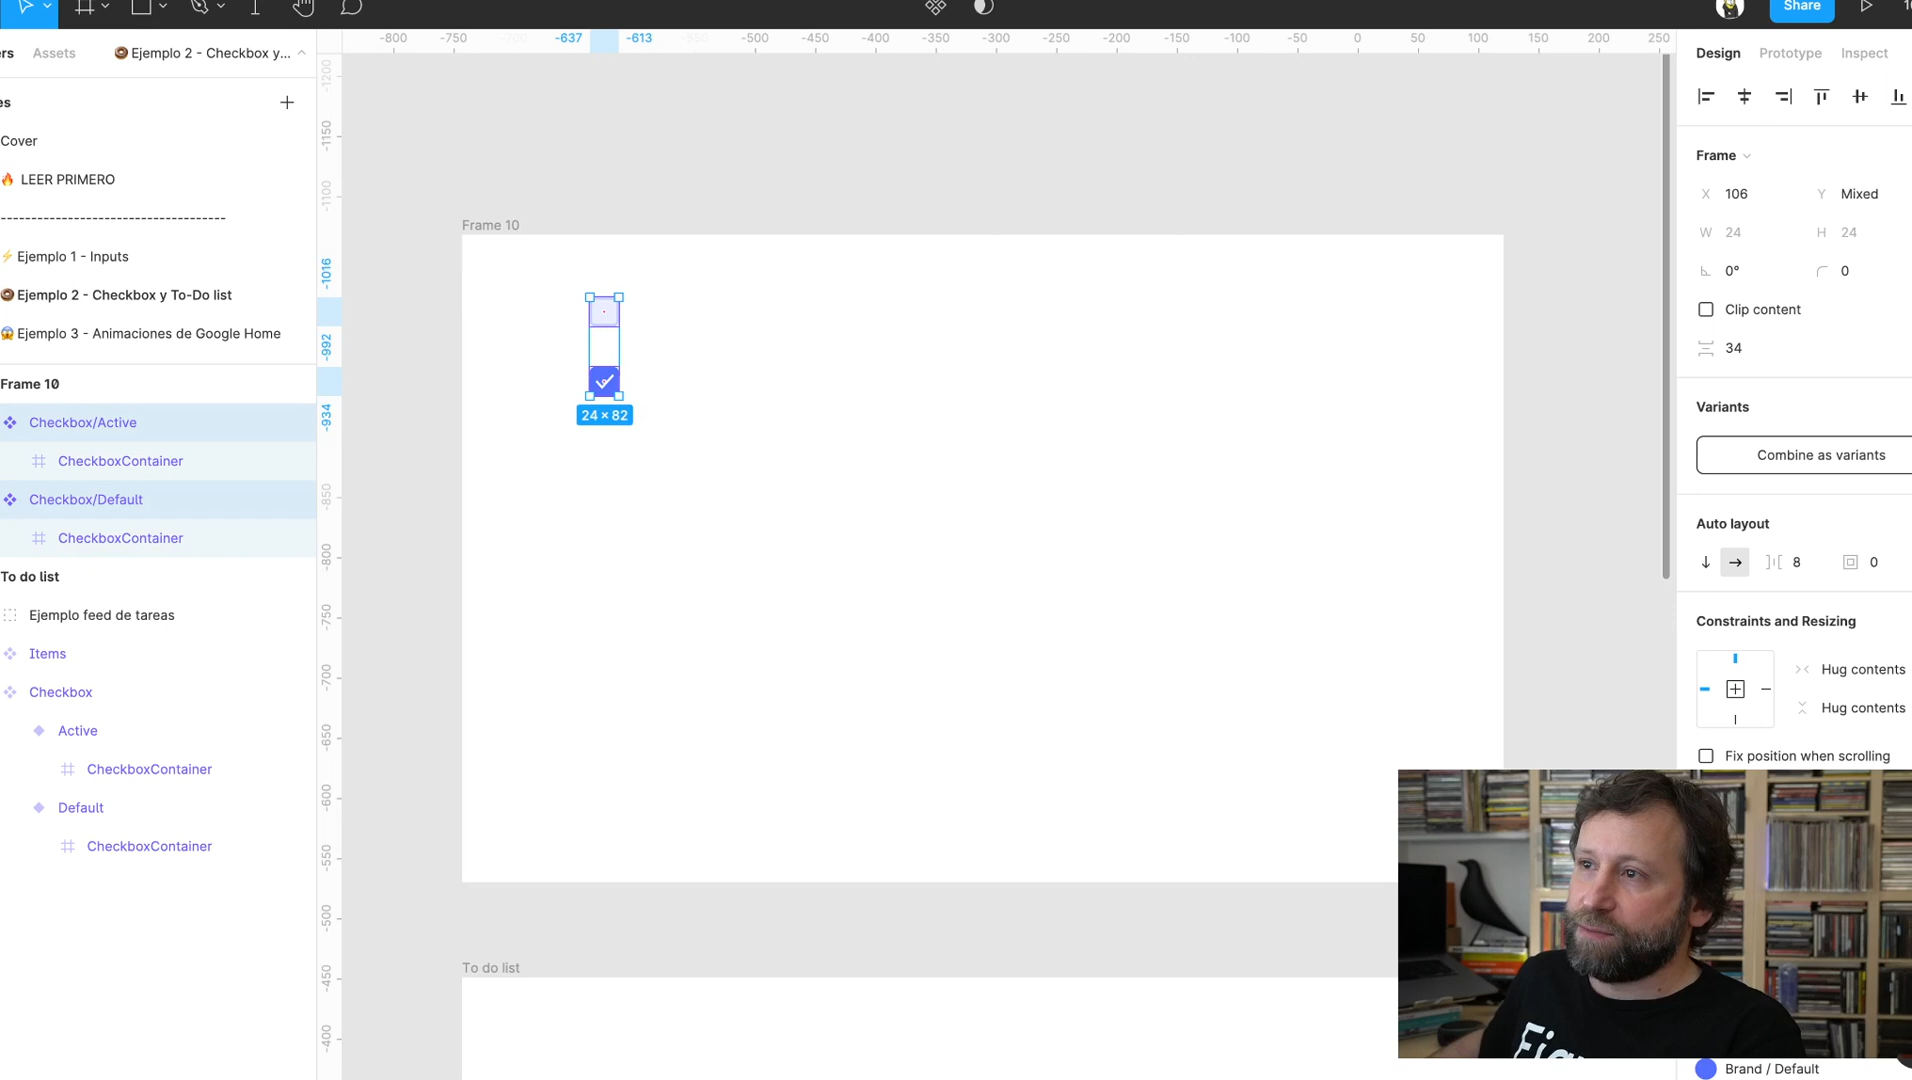 Share
Assets
Ejemplo 2 - Checkbox y...
Cover
LEER PRIMERO
-------------------------------------
Ejemplo 1 - Inputs
Ejemplo 2 - Checkbox y To-Do list
Ejemplo 3 - Animaciones de Google Home
Frame 10
Checkbox/Active
CheckboxContainer
Checkbox/Default
CheckboxContainer
To do list
Ejemplo feed de tareas
Items
Checkbox
Active
CheckboxContainer
Default
CheckboxContainer
-800 -750 -637 -613 -500 -450 -400 -350 -300 -250 -200 -150 -100 -50 0 50 100 150 200 250
-1200
-1150
-1100
-1016
-992
-934
-850
-800
-750
-700
-650
-600
-550
-500
-450
-400
Frame 10
24 × 82
To do list
Design Prototype Inspect
Frame
X 106 Y Mixed
W 24 H 24
0° 0
Clip content
34
Variants
Combine as variants
Auto layout
8 0
Constraints and Resizing
Hug contents
Hug contents
Fix position when scrolling
Brand / Default